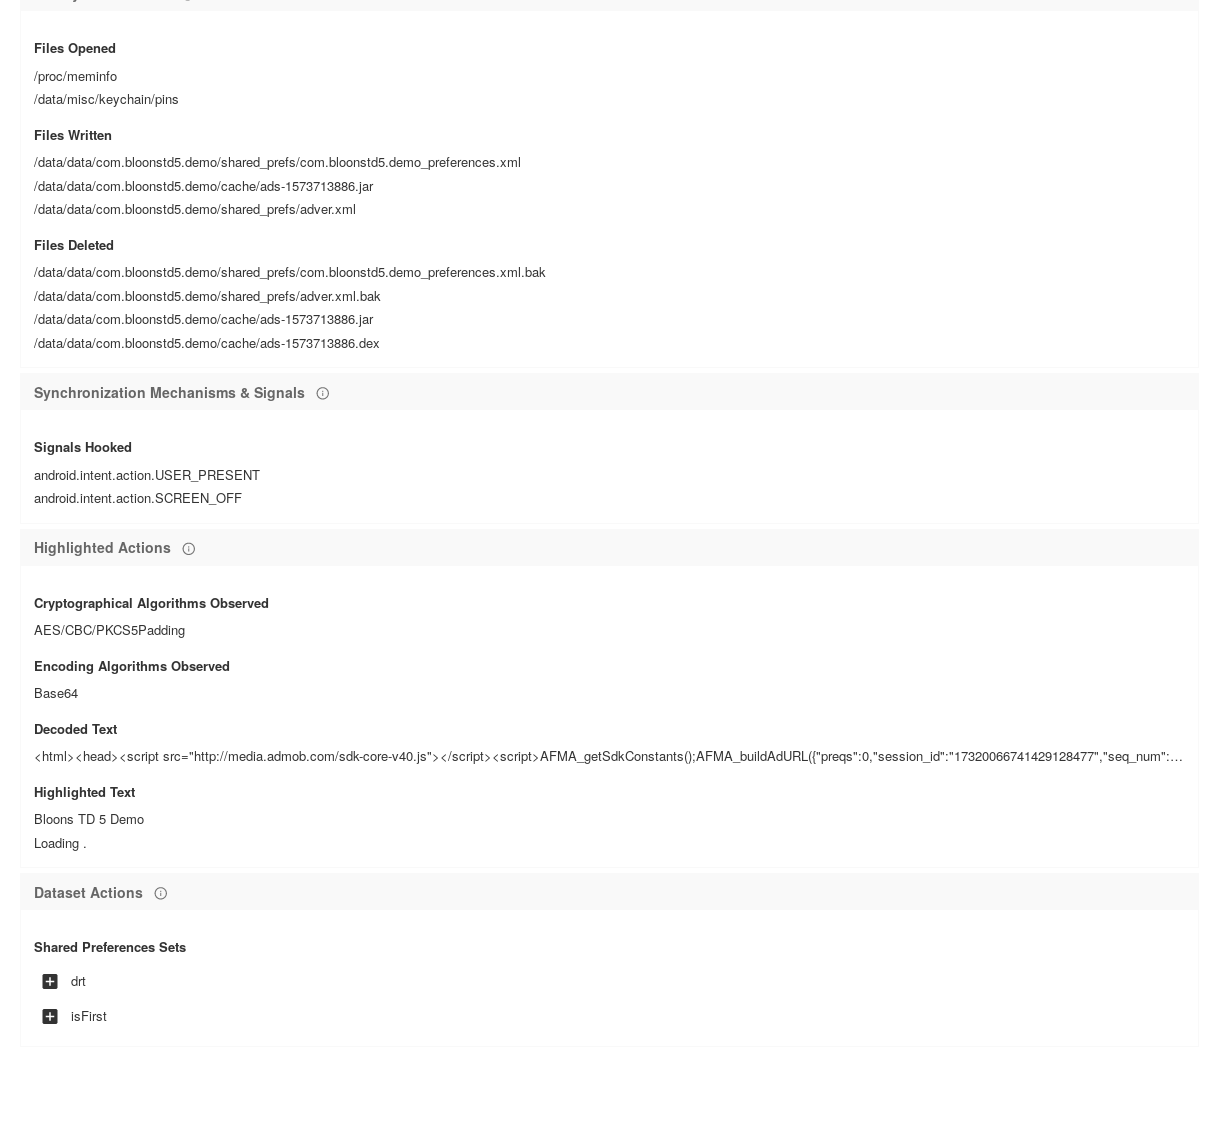 Files Opened
/proc/meminfo
/data/misc/keychain/pins
Files Written
/data/data/com.bloonstd5.demo/shared_prefs/com.bloonstd5.demo_preferences.xml
/data/data/com.bloonstd5.demo/cache/ads-1573713886.jar
/data/data/com.bloonstd5.demo/shared_prefs/adver.xml
Files Deleted
/data/data/com.bloonstd5.demo/shared_prefs/com.bloonstd5.demo_preferences.xml.bak
/data/data/com.bloonstd5.demo/shared_prefs/adver.xml.bak
/data/data/com.bloonstd5.demo/cache/ads-1573713886.jar
/data/data/com.bloonstd5.demo/cache/ads-1573713886.dex
Synchronization Mechanisms & Signals
Signals Hooked
android.intent.action.USER_PRESENT
android.intent.action.SCREEN_OFF
Highlighted Actions
Cryptographical Algorithms Observed
AES/CBC/PKCS5Padding
Encoding Algorithms Observed
Base64
Decoded Text
<html><head><script src="http://media.admob.com/sdk-core-v40.js"></script><script>AFMA_getSdkConstants();AFMA_buildAdURL({"preqs":0,"session_id":"17320066741429128477","seq_num":…
Highlighted Text
Bloons TD 5 Demo
Loading .
Dataset Actions
Shared Preferences Sets
drt
isFirst